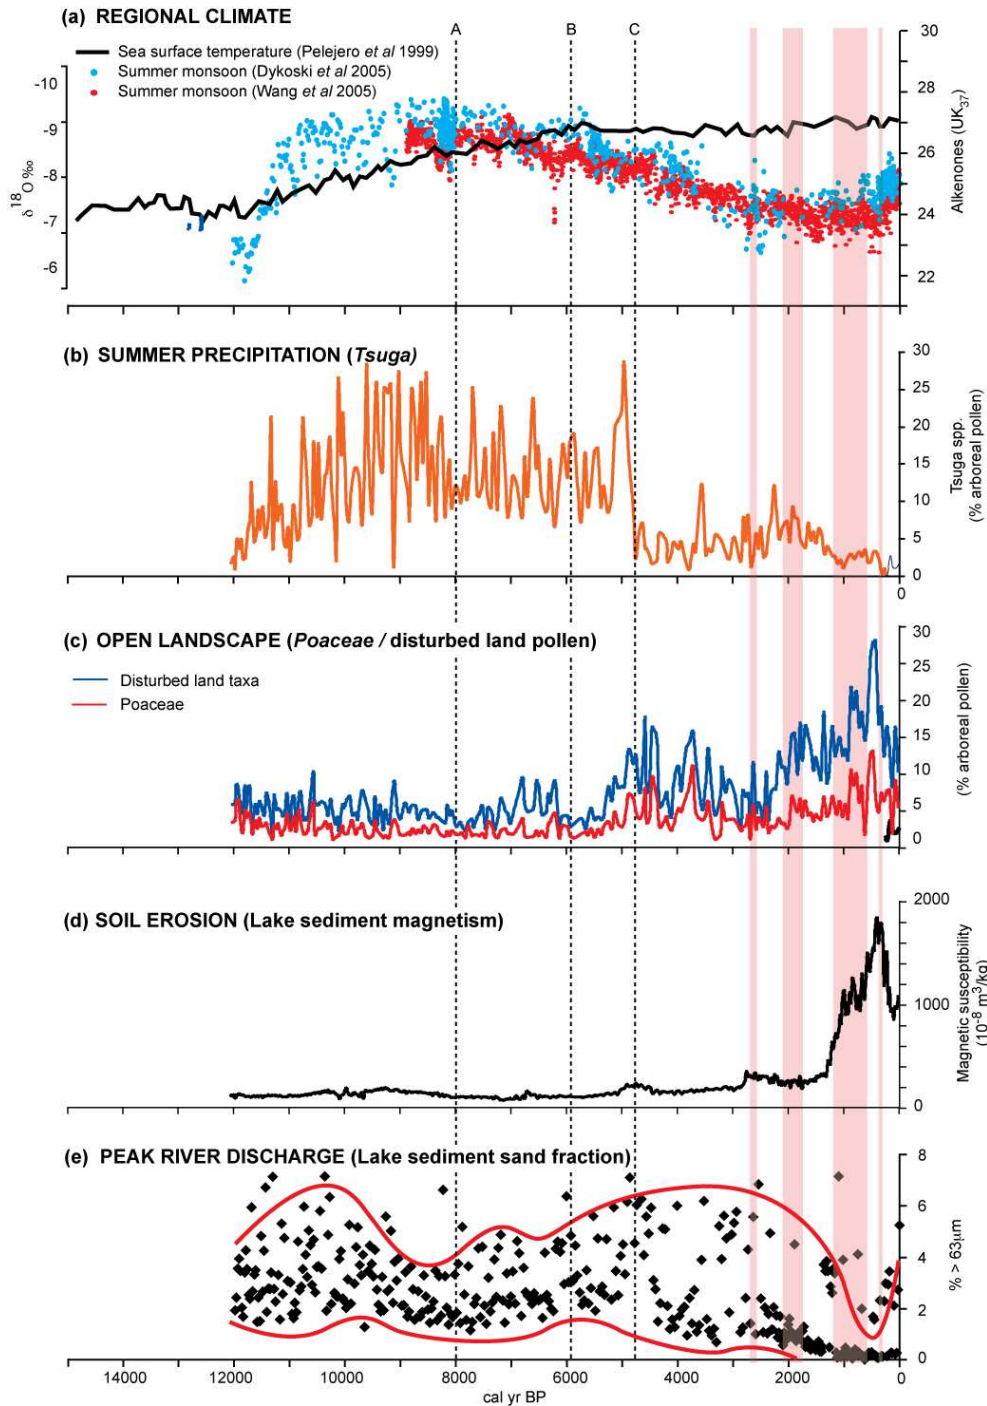 (a) REGIONAL CLIMATE
A B C
Sea surface temperature (Pelejero et al 1999)
Summer monsoon (Dykoski et al 2005)
Summer monsoon (Wang et al 2005)
-10
-9
-8
-7
-6
δ18O ‰
30
28
26
24
22
Alkenones (UK37)
(b) SUMMER PRECIPITATION (Tsuga)
30
25
20
15
10
5
0
0
Tsuga spp.
(% arboreal pollen)
(c) OPEN LANDSCAPE (Poaceae / disturbed land pollen)
Disturbed land taxa
Poaceae
30
25
20
15
10
5
0
(% arboreal pollen)
(d) SOIL EROSION (Lake sediment magnetism)
2000
1000
0
Magnetic susceptibility
(10-8 m3/kg)
(e) PEAK RIVER DISCHARGE (Lake sediment sand fraction)
8
6
4
2
0
% > 63µm
14000 12000 10000 8000 6000 4000 2000 0
cal yr BP